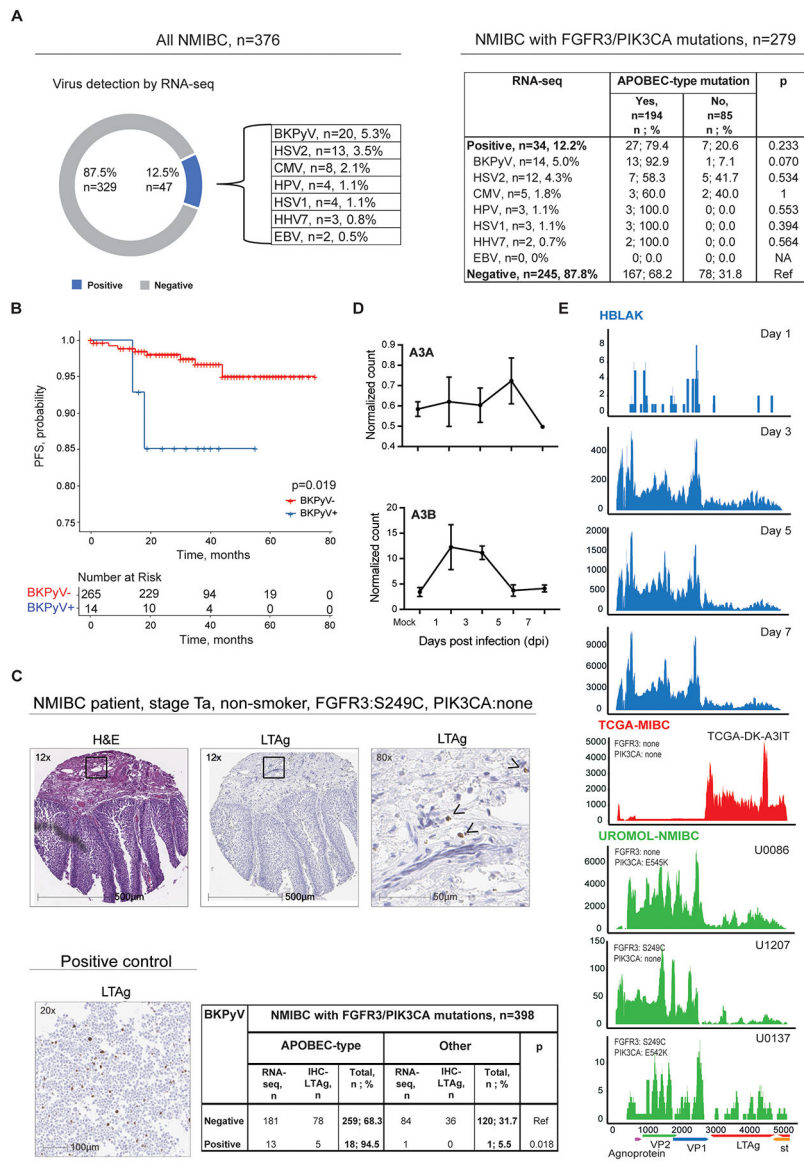 A
All NMIBC, n=376
NMIBC with FGFR3/PIK3CA mutations, n=279
Virus detection by RNA-seq
87.5%
n=329
12.5%
n=47
Positive
Negative
BKPyV, n=20, 5.3%
HSV2, n=13, 3.5%
CMV, n=8, 2.1%
HPV, n=4, 1.1%
HSV1, n=4, 1.1%
HHV7, n=3, 0.8%
EBV, n=2, 0.5%
RNA-seq APOBEC-type mutation p
Yes, No,
n=194 n=85
n ; % n ; %
Positive, n=34, 12.2% 27; 79.4 7; 20.6 0.233
BKPyV, n=14, 5.0% 13; 92.9 1; 7.1 0.070
HSV2, n=12, 4.3% 7; 58.3 5; 41.7 0.534
CMV, n=5, 1.8% 3; 60.0 2; 40.0 1
HPV, n=3, 1.1% 3; 100.0 0; 0.0 0.553
HSV1, n=3, 1.1% 3; 100.0 0; 0.0 0.394
HHV7, n=2, 0.7% 2; 100.0 0; 0.0 0.564
EBV, n=0, 0% 0; 0.0 0; 0.0 NA
Negative, n=245, 87.8% 167; 68.2 78; 31.8 Ref
B
PFS, probability
1.0
0.95
0.85
0.90
0.75
0 20 40 60 80
Time, months
p=0.019
BKPyV-
BKPyV+
Number at Risk
BKPyV- 265 229 94 19 0
BKPyV+ 14 10 4 0 0
0 20 40 60 80
Time, months
D
A3A
Normalized count
0.9
0.8
0.7
0.6
0.5
0.4
A3B
Normalized count
20
15
10
5
0
Mock 1 3 5 7
Days post infection (dpi)
E
HBLAK
Day 1
8
6
4
2
0
Day 3
400
200
0
Day 5
2000
1500
1000
500
0
Day 7
9000
6000
3000
0
TCGA-MIBC
TCGA-DK-A3IT
FGFR3: none
PIK3CA: none
5000
4000
3000
2000
1000
0
UROMOL-NMIBC
U0086
FGFR3: none
PIK3CA: E545K
6000
4000
2000
0
U1207
FGFR3: S249C
PIK3CA: none
150
100
50
0
U0137
FGFR3: S249C
PIK3CA: E542K
10
5
0
0 1000 2000 3000 4000 5000
Agnoprotein
VP2
VP1
LTAg
st
C
NMIBC patient, stage Ta, non-smoker, FGFR3:S249C, PIK3CA:none
H&E
12x
500µm
LTAg
12x
500µm
LTAg
80x
50µm
Positive control
LTAg
20x
100µm
BKPyV NMIBC with FGFR3/PIK3CA mutations, n=398
APOBEC-type Other p
RNA-seq, n IHC-LTAg, n Total, n ; % RNA-seq, n IHC-LTAg, n Total, n ; %
Negative 181 78 259; 68.3 84 36 120; 31.7 Ref
Positive 13 5 18; 94.5 1 0 1; 5.5 0.018